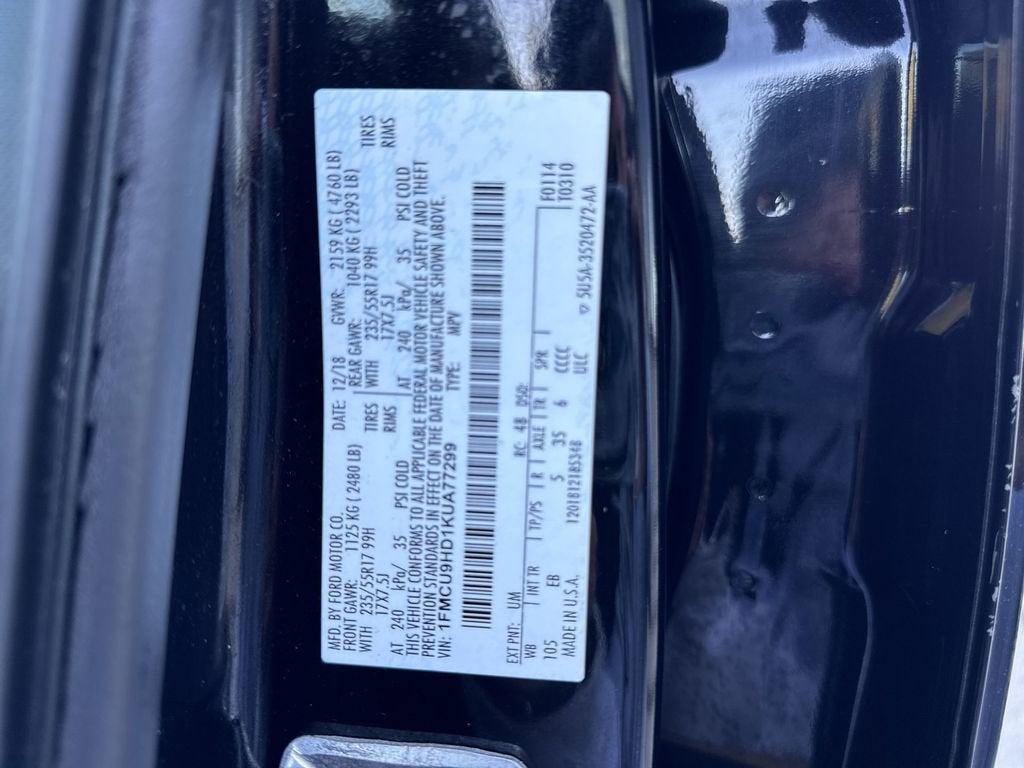 MFD. BY FORD MOTOR CO.
DATE: 12/18 GVWR: 2159 KG ( 4760 LB)
FRONT GAWR: 1125 KG ( 2480 LB)
REAR GAWR: 1040 KG ( 2293 LB)
WITH 235/55R17 99H TIRES
WITH 235/55R17 99H TIRES
17X7.5J RIMS
17X7.5J RIMS
AT 240 kPa/ 35 PSI COLD
AT 240 kPa/ 35 PSI COLD
THIS VEHICLE CONFORMS TO ALL APPLICABLE FEDERAL MOTOR VEHICLE SAFETY AND THEFT
PREVENTION STANDARDS IN EFFECT ON THE DATE OF MANUFACTURE SHOWN ABOVE.
VIN: 1FMCU9HD1KUA77299 TYPE: MPV
EXT PNT: UM RC: 48 DSO: F0114
WB INT TR TP/PS R AXLE TR SPR T0310
105 EB 5 35 6 CCCC 5U5A-3520472-AA
MADE IN U.S.A. ULC